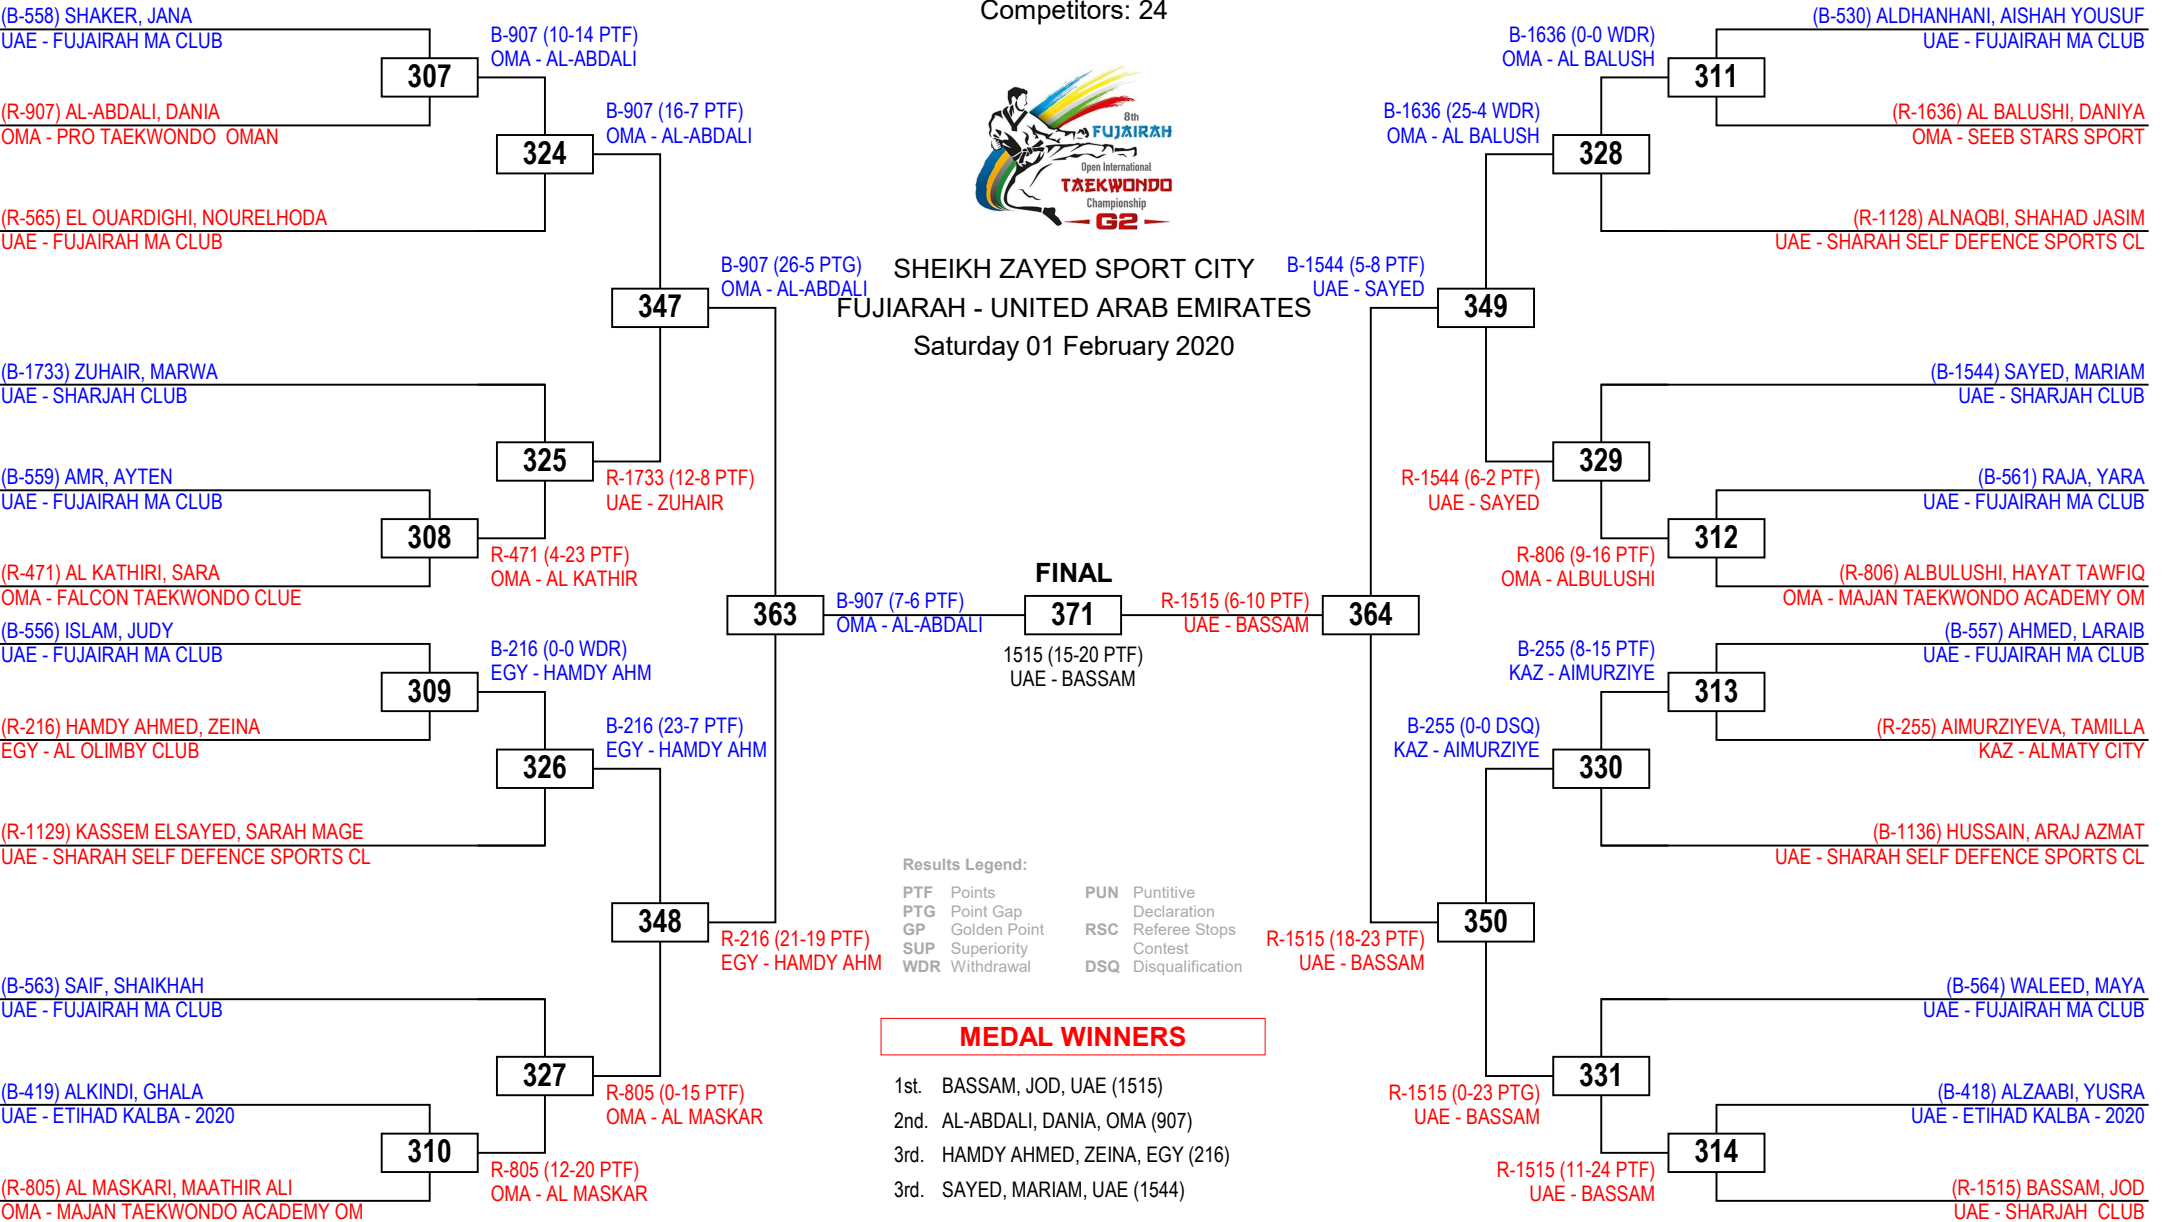 Competitors: 24
8th
FUJAIRAH
Open International
TAEKWONDO
Championship
G2
SHEIKH ZAYED SPORT CITY
FUJIARAH - UNITED ARAB EMIRATES
Saturday 01 February 2020
(B-558) SHAKER, JANA
UAE - FUJAIRAH MA CLUB
307
(R-907) AL-ABDALI, DANIA
OMA - PRO TAEKWONDO  OMAN
B-907 (10-14 PTF)
OMA - AL-ABDALI
324
(R-565) EL OUARDIGHI, NOURELHODA
UAE - FUJAIRAH MA CLUB
B-907 (16-7 PTF)
OMA - AL-ABDALI
347
B-907 (26-5 PTG)
OMA - AL-ABDALI
(B-1733) ZUHAIR, MARWA
UAE - SHARJAH CLUB
325
R-1733 (12-8 PTF)
UAE - ZUHAIR
(B-559) AMR, AYTEN
UAE - FUJAIRAH MA CLUB
308
(R-471) AL KATHIRI, SARA
OMA - FALCON TAEKWONDO CLUE
R-471 (4-23 PTF)
OMA - AL KATHIR
363
B-907 (7-6 PTF)
OMA - AL-ABDALI
(B-556) ISLAM, JUDY
UAE - FUJAIRAH MA CLUB
309
(R-216) HAMDY AHMED, ZEINA
EGY - AL OLIMBY CLUB
B-216 (0-0 WDR)
EGY - HAMDY AHM
326
(R-1129) KASSEM ELSAYED, SARAH MAGE
UAE - SHARAH SELF DEFENCE SPORTS CL
B-216 (23-7 PTF)
EGY - HAMDY AHM
348
R-216 (21-19 PTF)
EGY - HAMDY AHM
(B-563) SAIF, SHAIKHAH
UAE - FUJAIRAH MA CLUB
327
R-805 (0-15 PTF)
OMA - AL MASKAR
(B-419) ALKINDI, GHALA
UAE - ETIHAD KALBA - 2020
310
(R-805) AL MASKARI, MAATHIR ALI
OMA - MAJAN TAEKWONDO ACADEMY OM
R-805 (12-20 PTF)
OMA - AL MASKAR
FINAL
371
1515 (15-20 PTF)
UAE - BASSAM
(B-530) ALDHANHANI, AISHAH YOUSUF
UAE - FUJAIRAH MA CLUB
311
(R-1636) AL BALUSHI, DANIYA
OMA - SEEB STARS SPORT
B-1636 (0-0 WDR)
OMA - AL BALUSH
328
(R-1128) ALNAQBI, SHAHAD JASIM
UAE - SHARAH SELF DEFENCE SPORTS CL
B-1636 (25-4 WDR)
OMA - AL BALUSH
349
B-1544 (5-8 PTF)
UAE - SAYED
(B-1544) SAYED, MARIAM
UAE - SHARJAH CLUB
329
R-1544 (6-2 PTF)
UAE - SAYED
(B-561) RAJA, YARA
UAE - FUJAIRAH MA CLUB
312
(R-806) ALBULUSHI, HAYAT TAWFIQ
OMA - MAJAN TAEKWONDO ACADEMY OM
R-806 (9-16 PTF)
OMA - ALBULUSHI
364
R-1515 (6-10 PTF)
UAE - BASSAM
(B-557) AHMED, LARAIB
UAE - FUJAIRAH MA CLUB
313
(R-255) AIMURZIYEVA, TAMILLA
KAZ - ALMATY CITY
B-255 (8-15 PTF)
KAZ - AIMURZIYE
330
(B-1136) HUSSAIN, ARAJ AZMAT
UAE - SHARAH SELF DEFENCE SPORTS CL
B-255 (0-0 DSQ)
KAZ - AIMURZIYE
350
R-1515 (18-23 PTF)
UAE - BASSAM
(B-564) WALEED, MAYA
UAE - FUJAIRAH MA CLUB
331
R-1515 (0-23 PTG)
UAE - BASSAM
(B-418) ALZAABI, YUSRA
UAE - ETIHAD KALBA - 2020
314
(R-1515) BASSAM, JOD
UAE - SHARJAH  CLUB
R-1515 (11-24 PTF)
UAE - BASSAM
Results Legend:
PTF Points
PTG Point Gap
GP Golden Point
SUP Superiority
WDR Withdrawal
PUN Puntitive
Declaration
RSC Referee Stops
Contest
DSQ Disqualification
MEDAL WINNERS
1st. BASSAM, JOD, UAE (1515)
2nd. AL-ABDALI, DANIA, OMA (907)
3rd. HAMDY AHMED, ZEINA, EGY (216)
3rd. SAYED, MARIAM, UAE (1544)